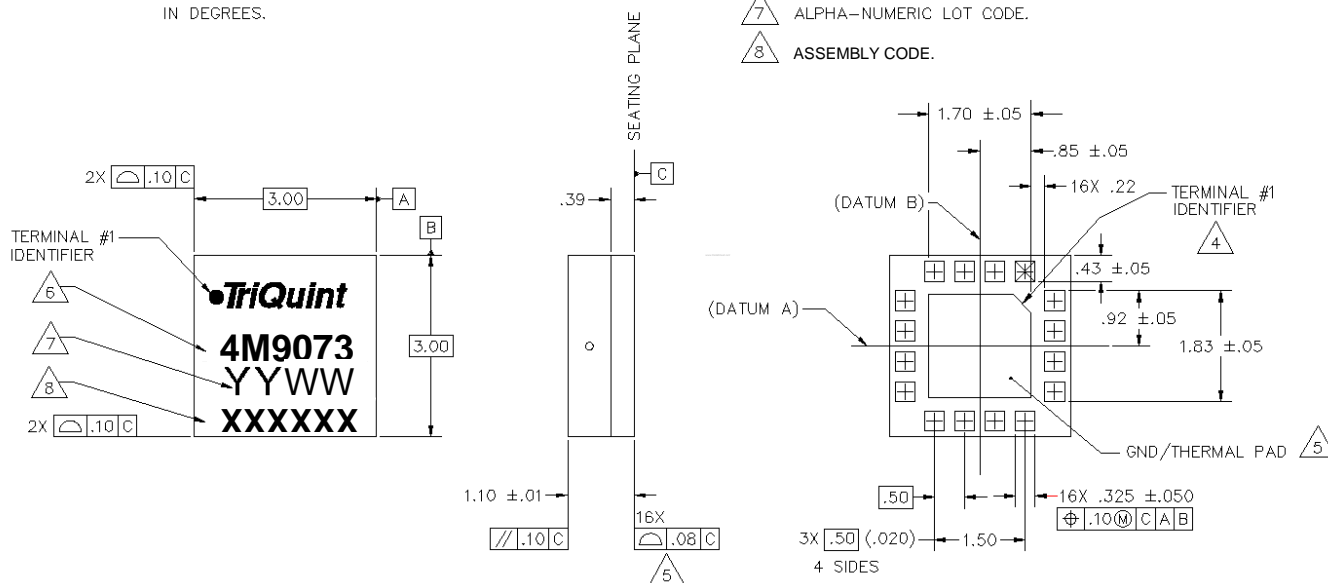 IN DEGREES.
7 ALPHA-NUMERIC LOT CODE.
8 ASSEMBLY CODE.
2X ⌓ .10 C
3.00
A
B
TERMINAL #1
IDENTIFIER
6
7
8
TriQuint
4M9073
YYWW
XXXXXX
3.00
2X ⌓ .10 C
SEATING PLANE
C
.39
1.10 ±.01
// .10 C
16X
⌓ .08 C
5
1.70 ±.05
.85 ±.05
16X .22
TERMINAL #1
IDENTIFIER
4
(DATUM B)
.43 ±.05
(DATUM A)
.92 ±.05
1.83 ±.05
GND/THERMAL PAD 5
.50
16X .325 ±.050
⌖ .10 Ⓜ C A B
3X .50 (.020)
1.50
4 SIDES